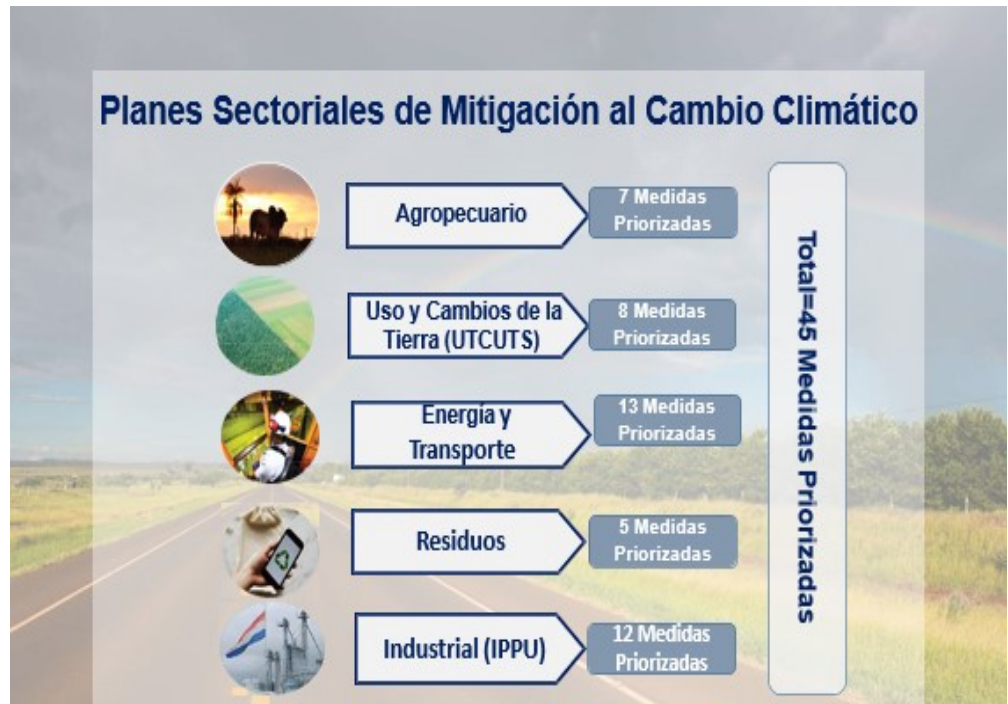 Planes Sectoriales de Mitigación al Cambio Climático
Agropecuario
7 Medidas
Priorizadas
Uso y Cambios de la
Tierra (UTCUTS)
8 Medidas
Priorizadas
Energía y
Transporte
13 Medidas
Priorizadas
Residuos
5 Medidas
Priorizadas
Industrial (IPPU)
12 Medidas
Priorizadas
Total=45 Medidas Priorizadas